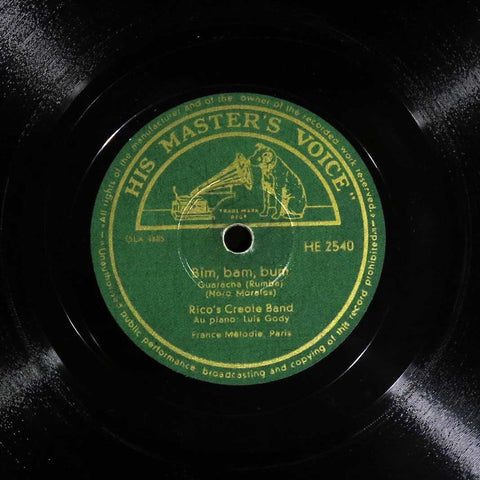 «All rights of the manufacturer and of the owner of the recorded work reserved.
Unauthorised public performance, broadcasting and copying of this record prohibited»
"HIS MASTER'S VOICE"
TRADE MARK
REG^D
HE 2540
Bim, bam, bum
Guaracha (Rumba)
(Noro Morales)
Rico's Creole Band
Au piano: Luis Gody
France Mélodie, Paris